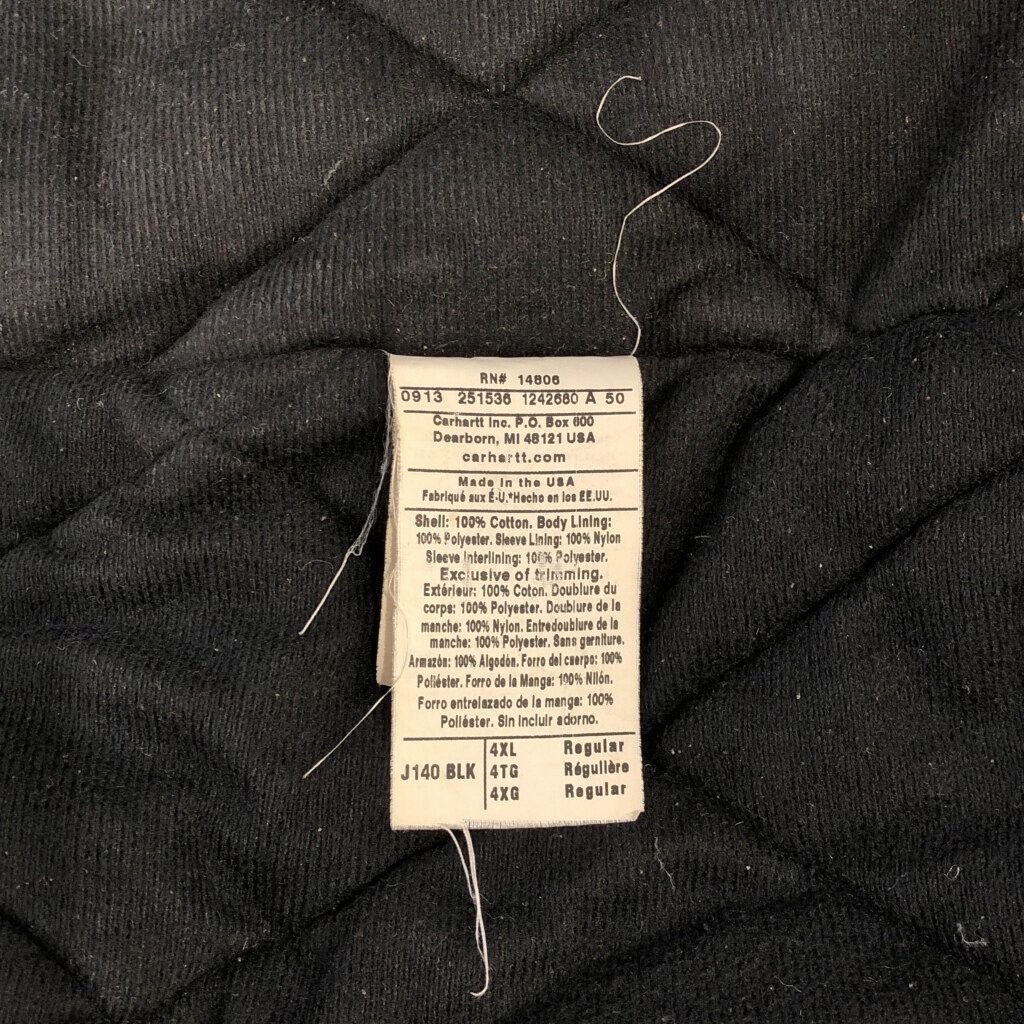 RN# 14806
0913 251536 1242680 A 50
Carhartt Inc. P.O. Box 600
Dearborn, MI 48121 USA
carhartt.com
Made in the USA
Fabriqué aux É-U.*Hecho en los EE.UU.
Shell: 100% Cotton. Body Lining:
100% Polyester. Sleeve Lining: 100% Nylon
Sleeve Interlining: 100% Polyester.
Exclusive of trimming.
Extérieur: 100% Coton. Doublure du
corps: 100% Polyester. Doublure de la
manche: 100% Nylon. Entredoublure de la
manche: 100% Polyester. Sans garniture.
Armazón: 100% Algodón. Forro del cuerpo: 100%
Poliéster. Forro de la Manga: 100% Nilón.
Forro entrelazado de la manga: 100%
Poliéster. Sin incluir adorno.
J140 BLK
4XL Regular
4TG Régulière
4XG Regular